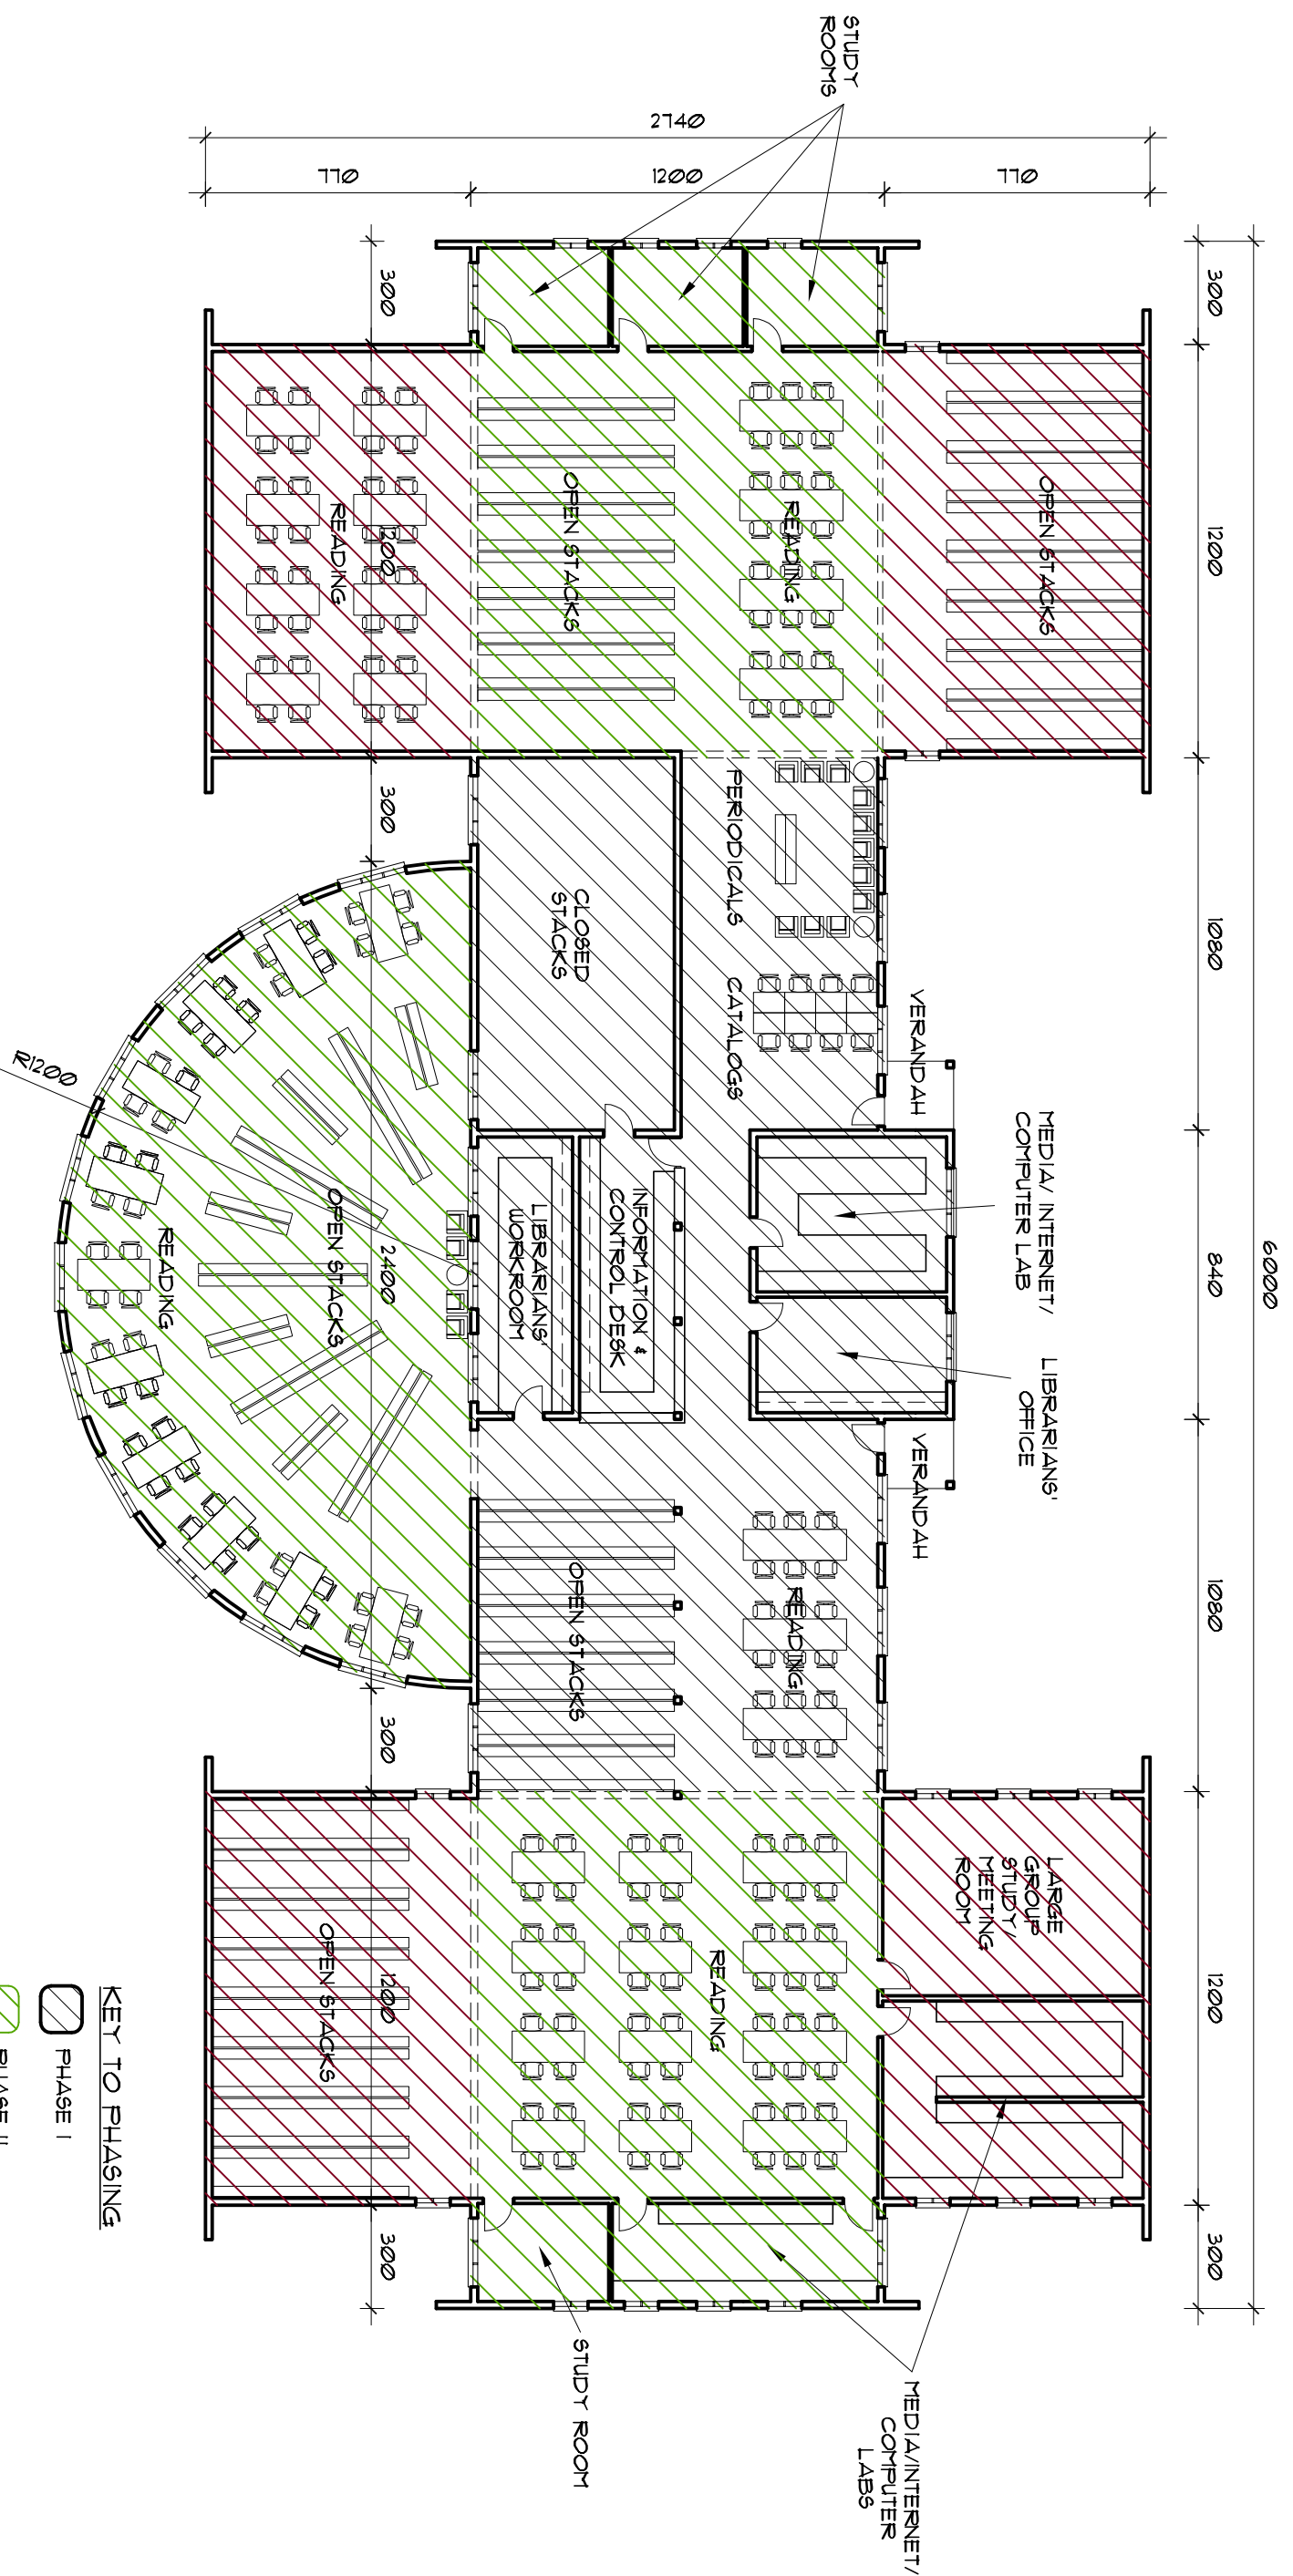 6000
300
1200
1080
840
1080
1200
300
MEDIA/ INTERNET/
COMPUTER LAB
LIBRARIANS'
OFFICE
VERANDAH
VERANDAH
OPEN STACKS
LARGE
GROUP
STUDY/
MEETING
ROOM
MEDIA/INTERNET/
COMPUTER
LABS
STUDY
ROOMS
2740
770
1200
770
READING
PERIODICALS
CATALOGS
READING
READING
OPEN STACKS
CLOSED
STACKS
INFORMATION &
CONTROL DESK
LIBRARIANS'
WORKROOM
OPEN STACKS
STUDY ROOM
300
1200
300
2400
300
1200
300
READING
OPEN STACKS
OPEN STACKS
READING
R1200
KEY TO PHASING
PHASE I
PHASE II